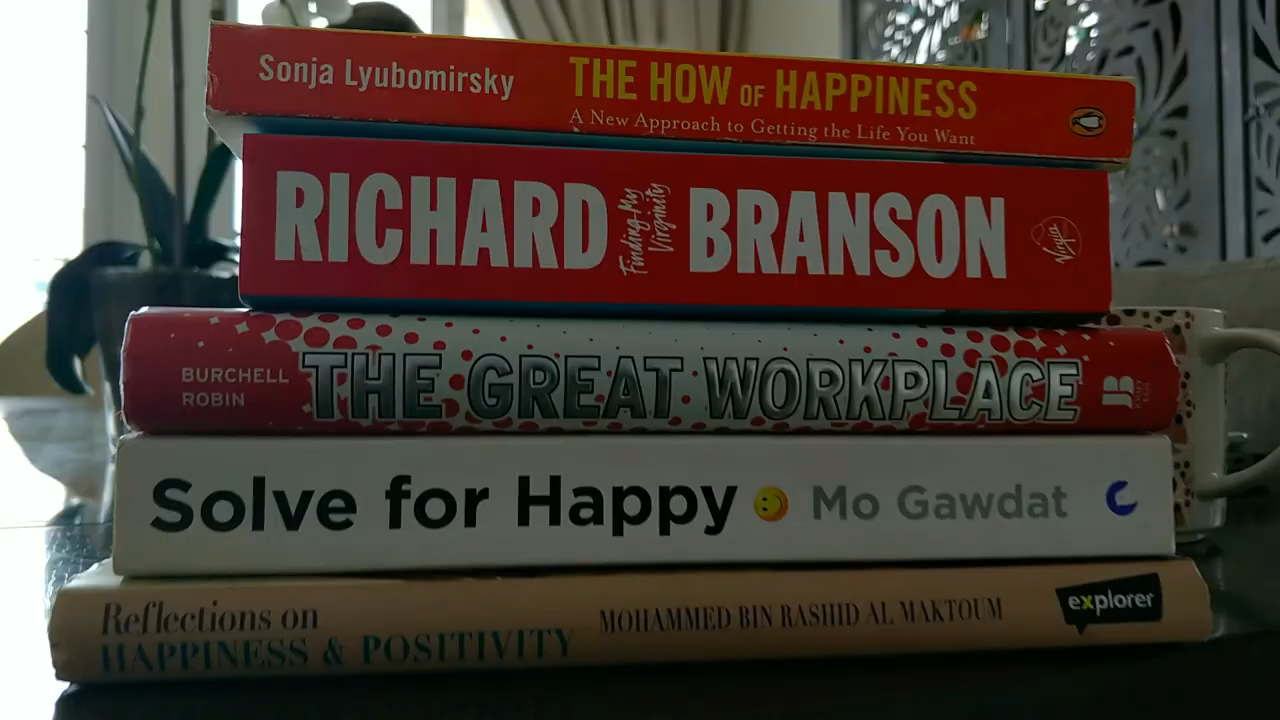 Sonja Lyubomirsky
THE HOW OF HAPPINESS
A New Approach to Getting the Life You Want
RICHARD
Finding My
Virginity
BRANSON
Virgin
BURCHELL
ROBIN
THE GREAT WORKPLACE
JB
Solve for Happy
Mo Gawdat
Reflections on
HAPPINESS & POSITIVITY
MOHAMMED BIN RASHID AL MAKTOUM
explorer